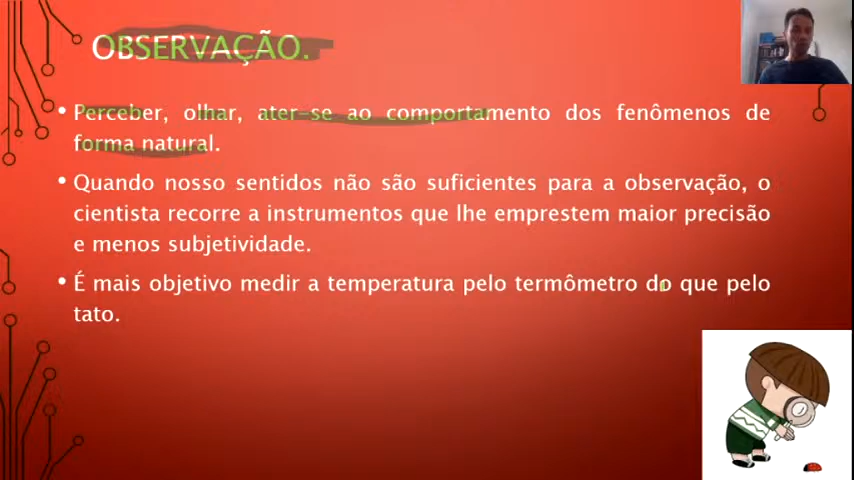 OBSERVAÇÃO.
• Perceber, olhar, ater-se ao comportamento dos fenômenos de
forma natural.
• Quando nosso sentidos não são suficientes para a observação, o
cientista recorre a instrumentos que lhe emprestem maior precisão
e menos subjetividade.
• É mais objetivo medir a temperatura pelo termômetro do que pelo
tato.